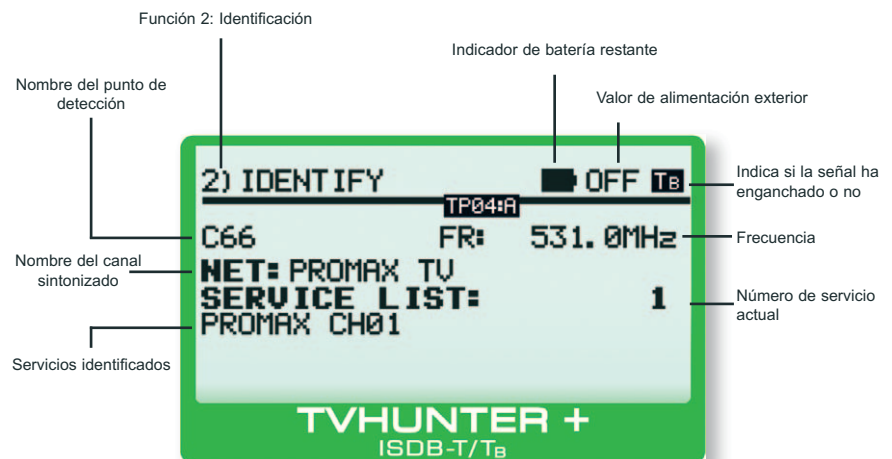 Función 2: Identificación
Indicador de batería restante
Nombre del punto de
detección
Valor de alimentación exterior
2) IDENTIFY
OFF TB
Indica si la señal ha
enganchado o no
TP04:A
C66 FR: 531.0MHz
Frecuencia
Nombre del canal
sintonizado
NET: PROMAX TV
SERVICE LIST: 1
Número de servicio
actual
PROMAX CH01
Servicios identificados
TVHUNTER +
ISDB-T/TB